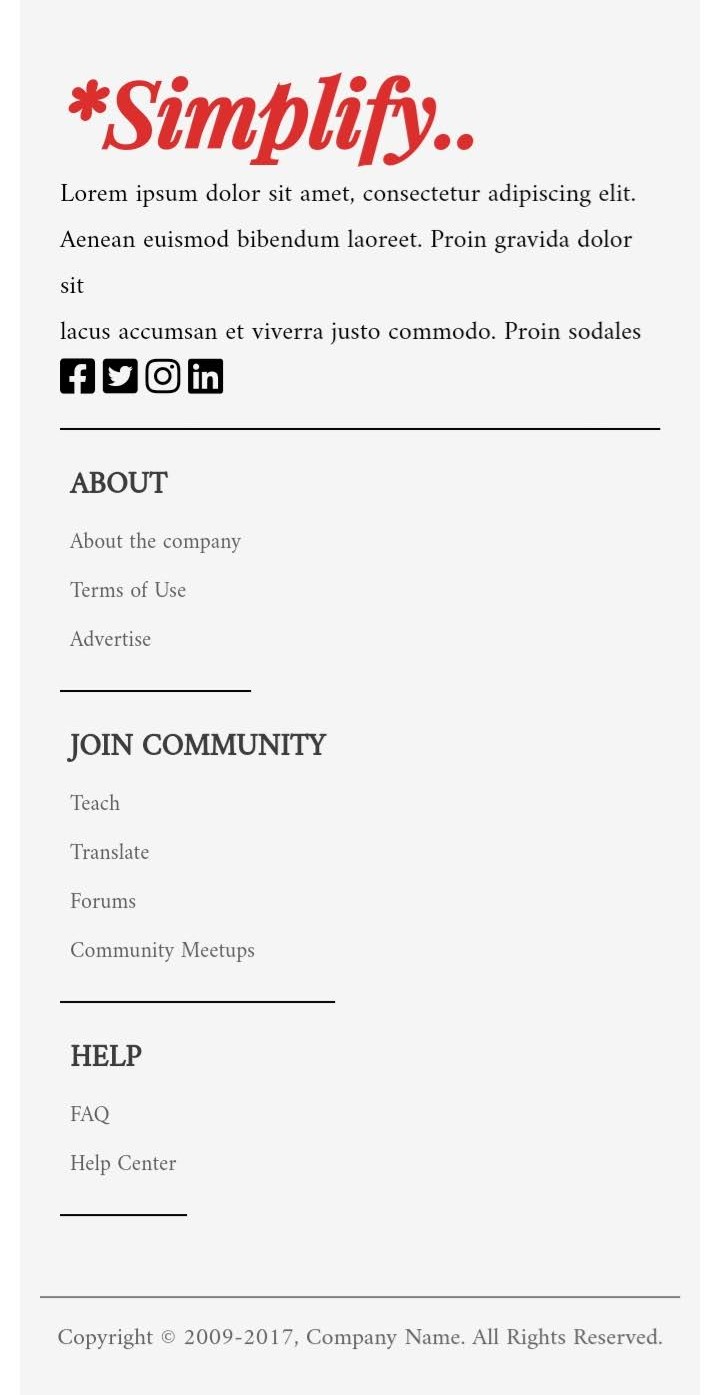 *Simplify..
Lorem ipsum dolor sit amet, consectetur adipiscing elit.
Aenean euismod bibendum laoreet. Proin gravida dolor
sit
lacus accumsan et viverra justo commodo. Proin sodales
ABOUT
About the company
Terms of Use
Advertise
JOIN COMMUNITY
Teach
Translate
Forums
Community Meetups
HELP
FAQ
Help Center
Copyright © 2009-2017, Company Name. All Rights Reserved.